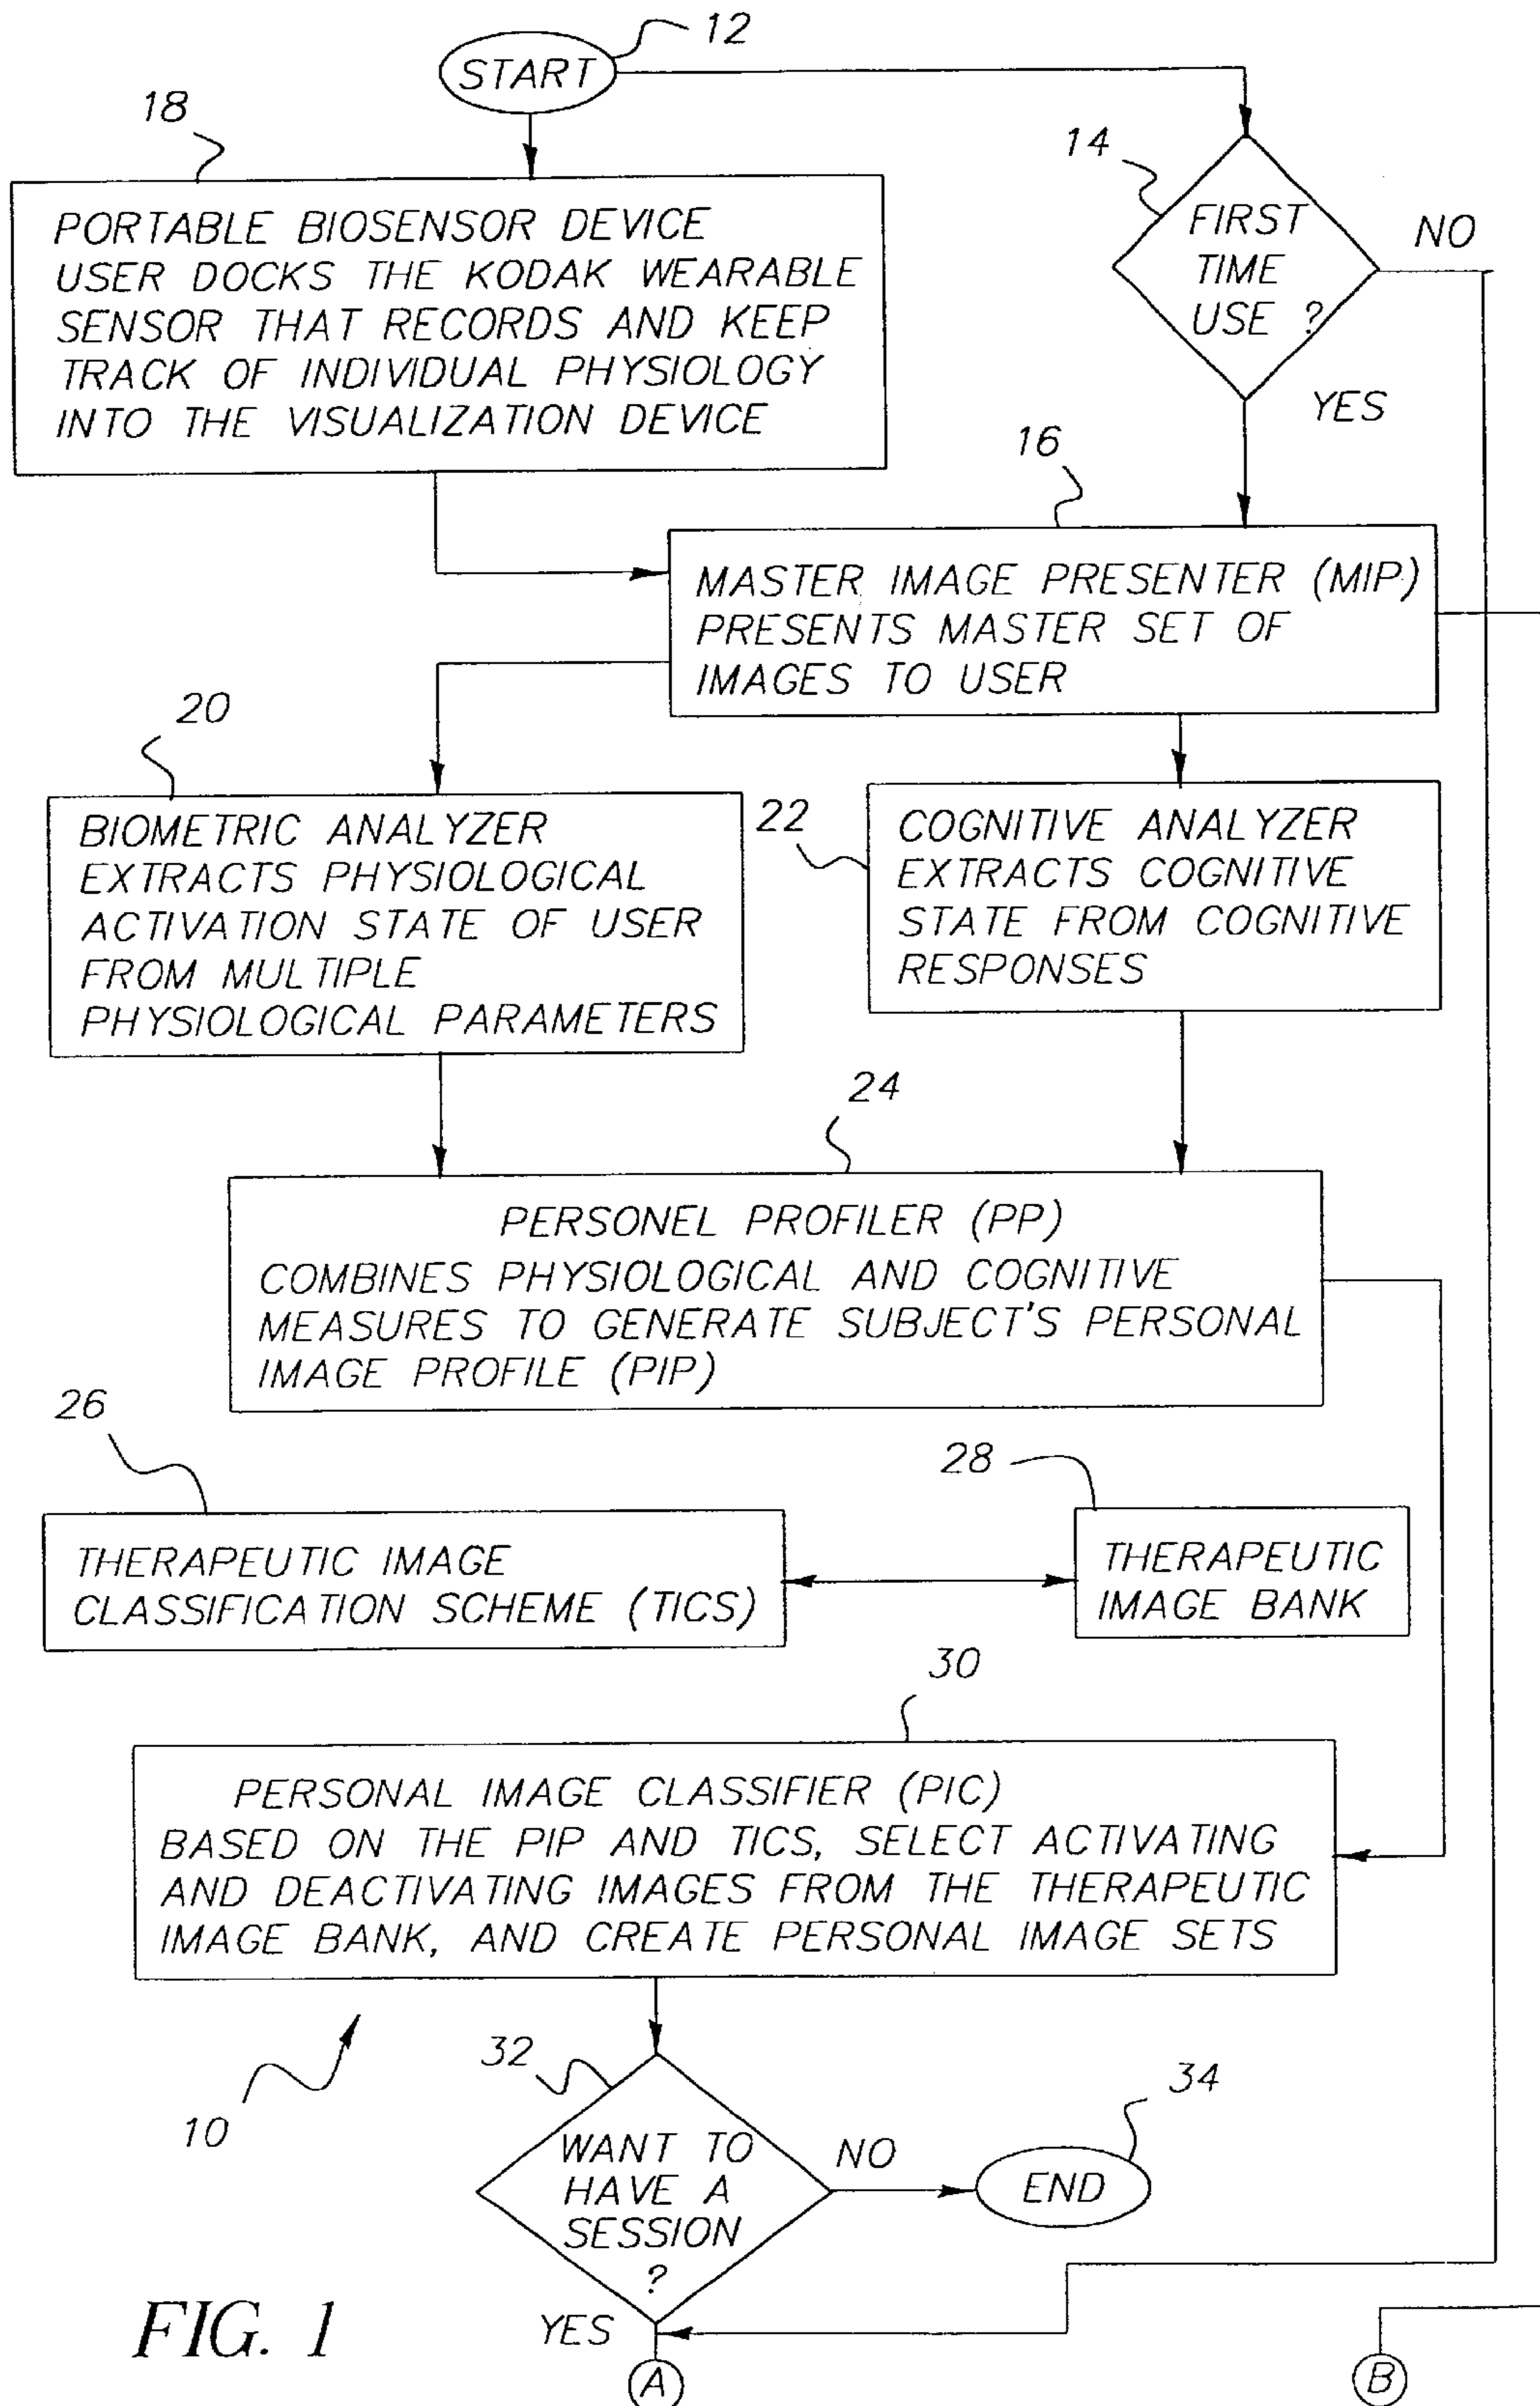 12
START
18
14
PORTABLE BIOSENSOR DEVICE
USER DOCKS THE KODAK WEARABLE
SENSOR THAT RECORDS AND KEEP
TRACK OF INDIVIDUAL PHYSIOLOGY
INTO THE VISUALIZATION DEVICE
FIRST
TIME
USE ?
NO
YES
16
MASTER IMAGE PRESENTER (MIP)
PRESENTS MASTER SET OF
IMAGES TO USER
20
BIOMETRIC ANALYZER
EXTRACTS PHYSIOLOGICAL
ACTIVATION STATE OF USER
FROM MULTIPLE
PHYSIOLOGICAL PARAMETERS
22
COGNITIVE ANALYZER
EXTRACTS COGNITIVE
STATE FROM COGNITIVE
RESPONSES
24
PERSONEL PROFILER (PP)
COMBINES PHYSIOLOGICAL AND COGNITIVE
MEASURES TO GENERATE SUBJECT'S PERSONAL
IMAGE PROFILE (PIP)
26
THERAPEUTIC IMAGE
CLASSIFICATION SCHEME (TICS)
28
THERAPEUTIC
IMAGE BANK
30
PERSONAL IMAGE CLASSIFIER (PIC)
BASED ON THE PIP AND TICS, SELECT ACTIVATING
AND DEACTIVATING IMAGES FROM THE THERAPEUTIC
IMAGE BANK, AND CREATE PERSONAL IMAGE SETS
10
32
WANT TO
HAVE A
SESSION
?
NO
34
END
YES
FIG. 1
A
B